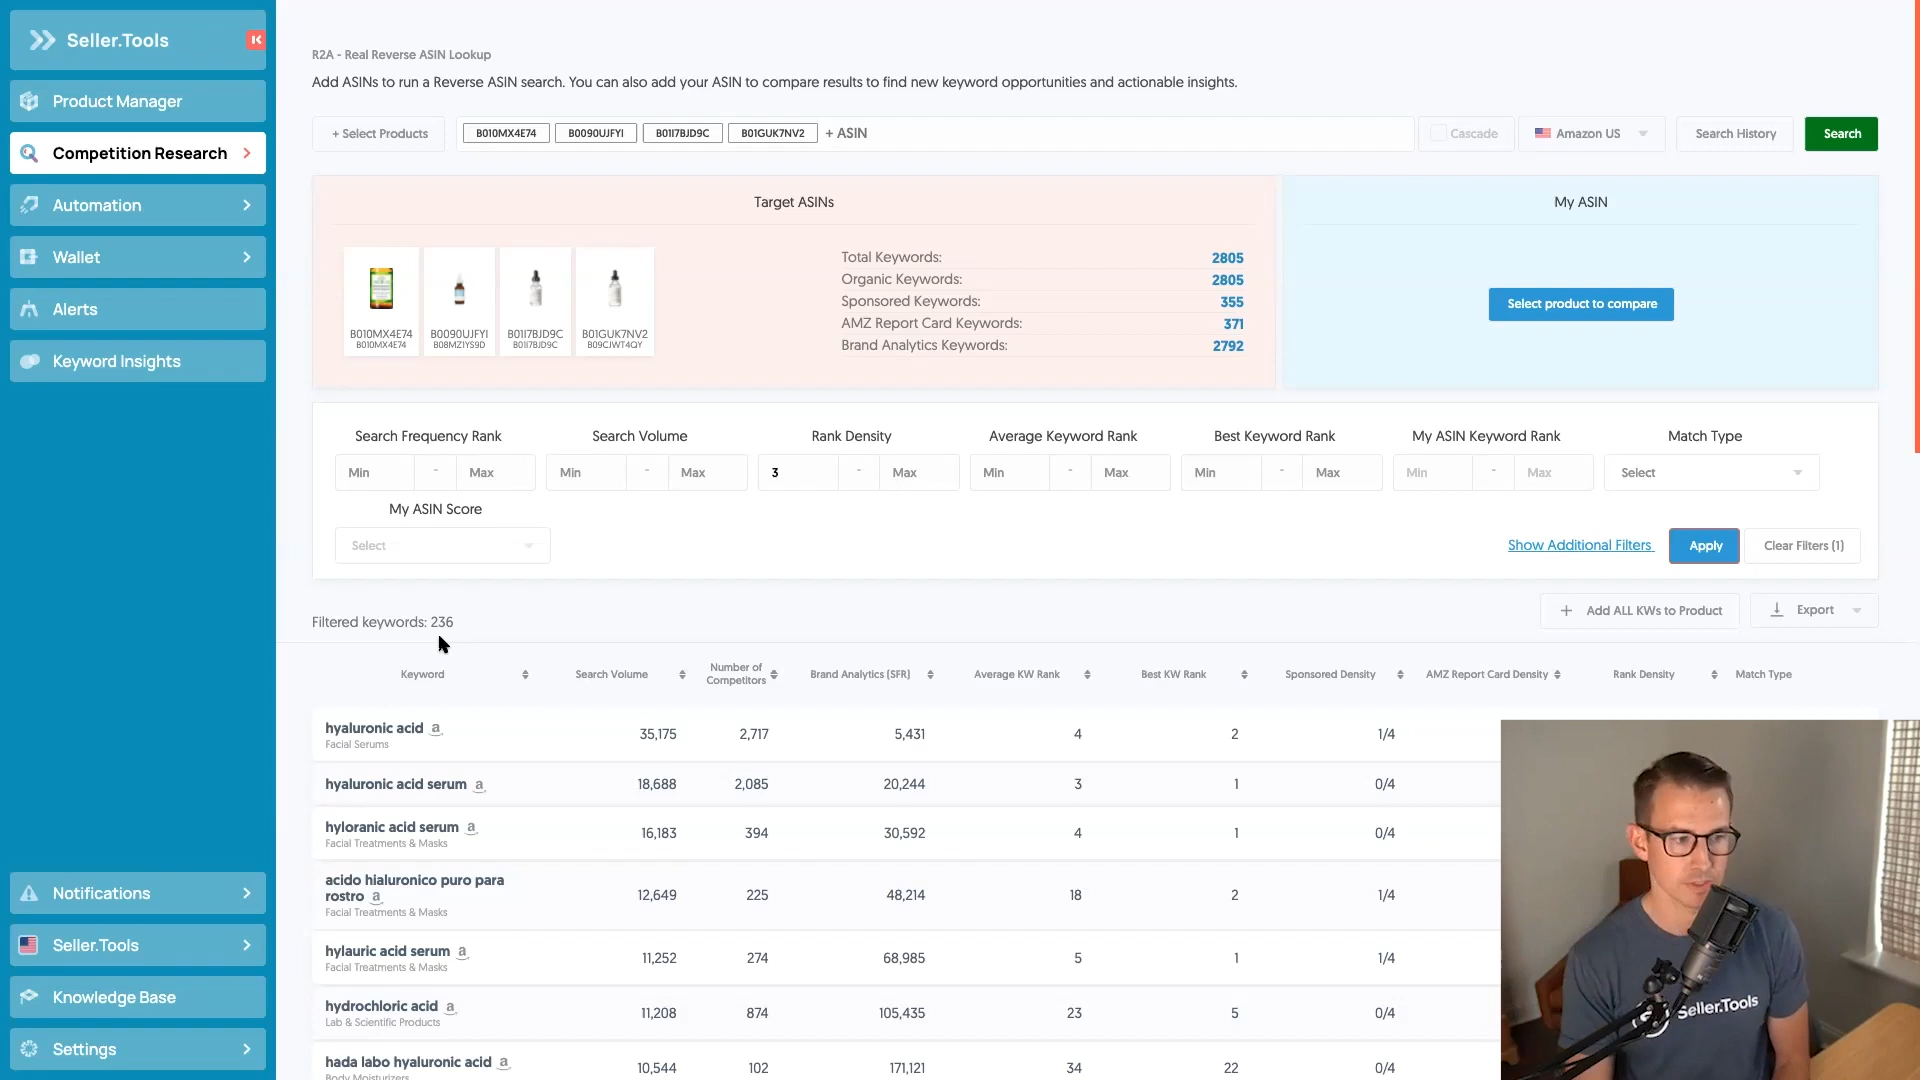 Seller.Tools
Product Manager
Competition Research
Automation
Wallet
Alerts
Keyword Insights
Notifications
Seller.Tools
Knowledge Base
Settings
R2A - Real Reverse ASIN Lookup
Add ASINs to run a Reverse ASIN search. You can also add your ASIN to compare results to find new keyword opportunities and actionable insights.
+ Select Products B010MX4E74 B0090UJFYI B01I7BJD9C B01GUK7NV2 + ASIN Cascade Amazon US Search History Search
Target ASINs
B010MX4E74 B0090UJFYI B01I7BJD9C B01GUK7NV2
B010MX4E74 B08MZ1YS9D B01I7BJD9C B09CJWT4QY
Total Keywords: 2805
Organic Keywords: 2805
Sponsored Keywords: 355
AMZ Report Card Keywords: 371
Brand Analytics Keywords: 2792
My ASIN
Select product to compare
Search Frequency Rank Search Volume Rank Density Average Keyword Rank Best Keyword Rank My ASIN Keyword Rank Match Type
Min - Max Min - Max 3 - Max Min - Max Min - Max Min - Max Select
My ASIN Score
Select
Show Additional Filters Apply Clear Filters (1)
Filtered keywords: 236
+ Add ALL KWs to Product Export
Keyword Search Volume Number of Competitors Brand Analytics (SFR) Average KW Rank Best KW Rank Sponsored Density AMZ Report Card Density Rank Density Match Type
hyaluronic acid a 35,175 2,717 5,431 4 2 1/4
Facial Serums
hyaluronic acid serum a 18,688 2,085 20,244 3 1 0/4
hyloranic acid serum a 16,183 394 30,592 4 1 0/4
Facial Treatments & Masks
acido hialuronico puro para
rostro a 12,649 225 48,214 18 2 1/4
Facial Treatments & Masks
hylauric acid serum a 11,252 274 68,985 5 1 1/4
Facial Treatments & Masks
hydrochloric acid a 11,208 874 105,435 23 5 0/4
Lab & Scientific Products
hada labo hyaluronic acid a 10,544 102 171,121 34 22 0/4
Body Moisturizers
Seller.Tools